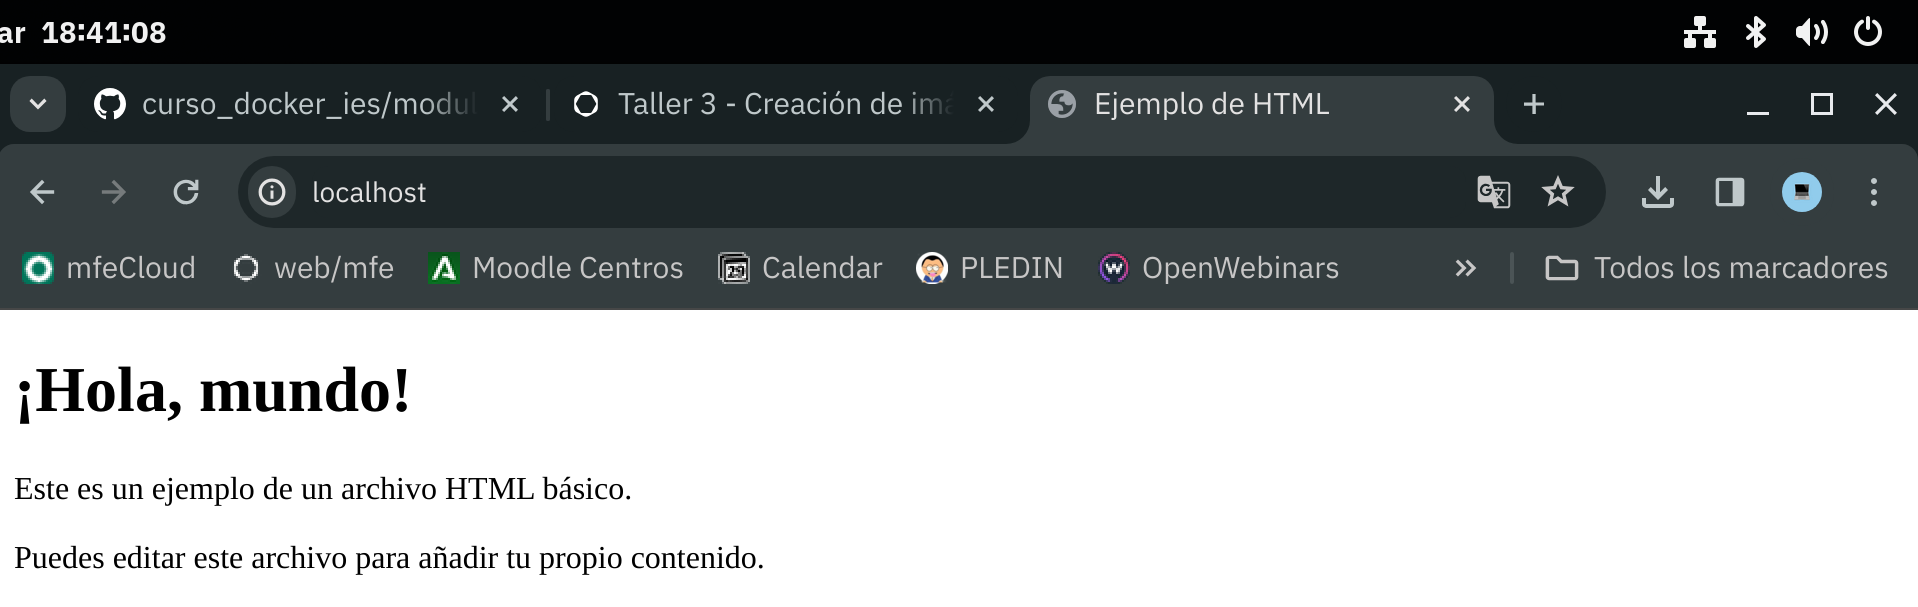 ar 18:41:08
curso_docker_ies/modul Taller 3 - Creación de imá Ejemplo de HTML
localhost
mfeCloud web/mfe Moodle Centros Calendar PLEDIN OpenWebinars Todos los marcadores
¡Hola, mundo!
Este es un ejemplo de un archivo HTML básico.
Puedes editar este archivo para añadir tu propio contenido.